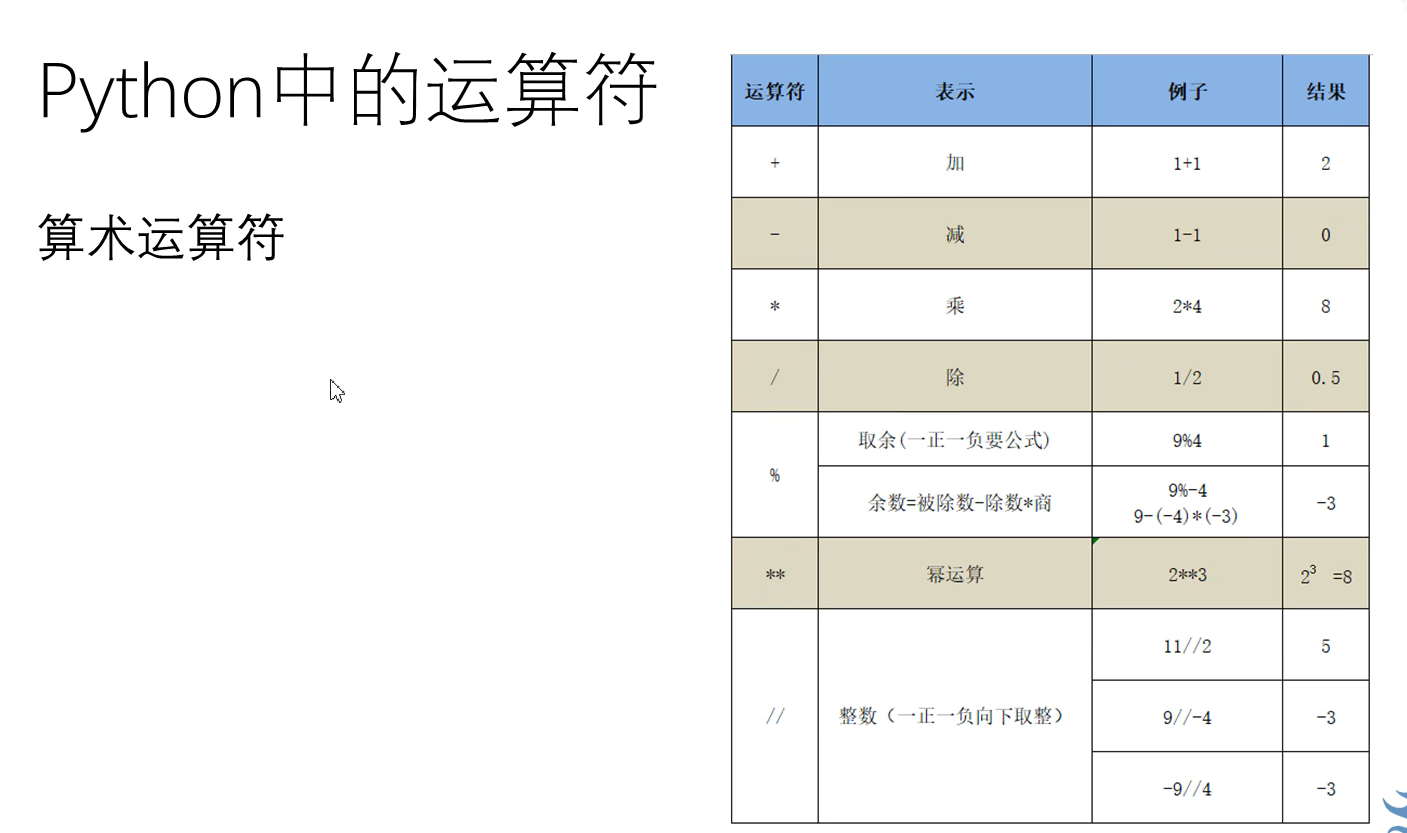 Python中的运算符
算术运算符
运算符 表示 例子 结果
+ 加 1+1 2
- 减 1-1 0
* 乘 2*4 8
/ 除 1/2 0.5
% 取余(一正一负要公式) 9%4 1
余数=被除数-除数*商 9%-4 -3
9-(-4)*(-3)
** 幂运算 2**3 2³ =8
// 整数（一正一负向下取整） 11//2 5
9//-4 -3
-9//4 -3